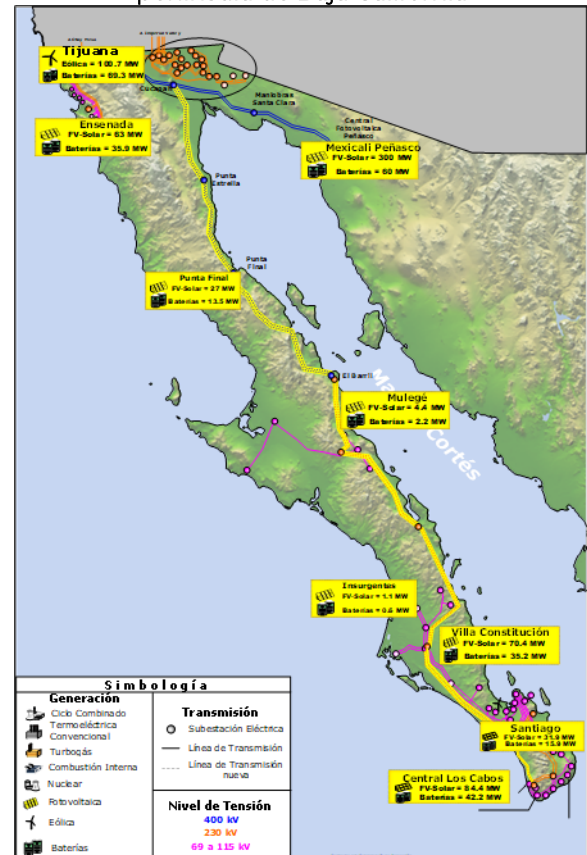 Tijuana
Eólica = 100.7 MW
Baterías = 69.3 MW
Cucapah
Maniobras
Santa Clara
Central
Fotovoltaica
Peñasco
Ensenada
FV-Solar = 63 MW
Baterías = 35.9 MW
Mexicali Peñasco
FV-Solar = 300 MW
Baterías = 60 MW
Punta
Estrella
Punta
Final
Punta Final
FV-Solar = 27 MW
Baterías = 13.5 MW
El Barril
Mulegé
FV-Solar = 4.4 MW
Baterías = 2.2 MW
Cortés
Insurgentes
FV-Solar = 1.1 MW
Baterías = 0.6 MW
Villa Constitución
FV-Solar = 70.4 MW
Baterías = 35.2 MW
Santiago
FV-Solar = 31.9 MW
Baterías = 15.9 MW
Central Los Cabos
FV-Solar = 84.4 MW
Baterías = 42.2 MW
Simbología
Generación
Ciclo Combinado
Termoeléctrica
Convencional
Turbogás
Combustión Interna
Nuclear
Fotovoltaica
Eólica
Baterías
Transmisión
Subestación Eléctrica
Línea de Transmisión
Línea de Transmisión
nueva
Nivel de Tensión
400 kV
230 kV
69 a 115 kV